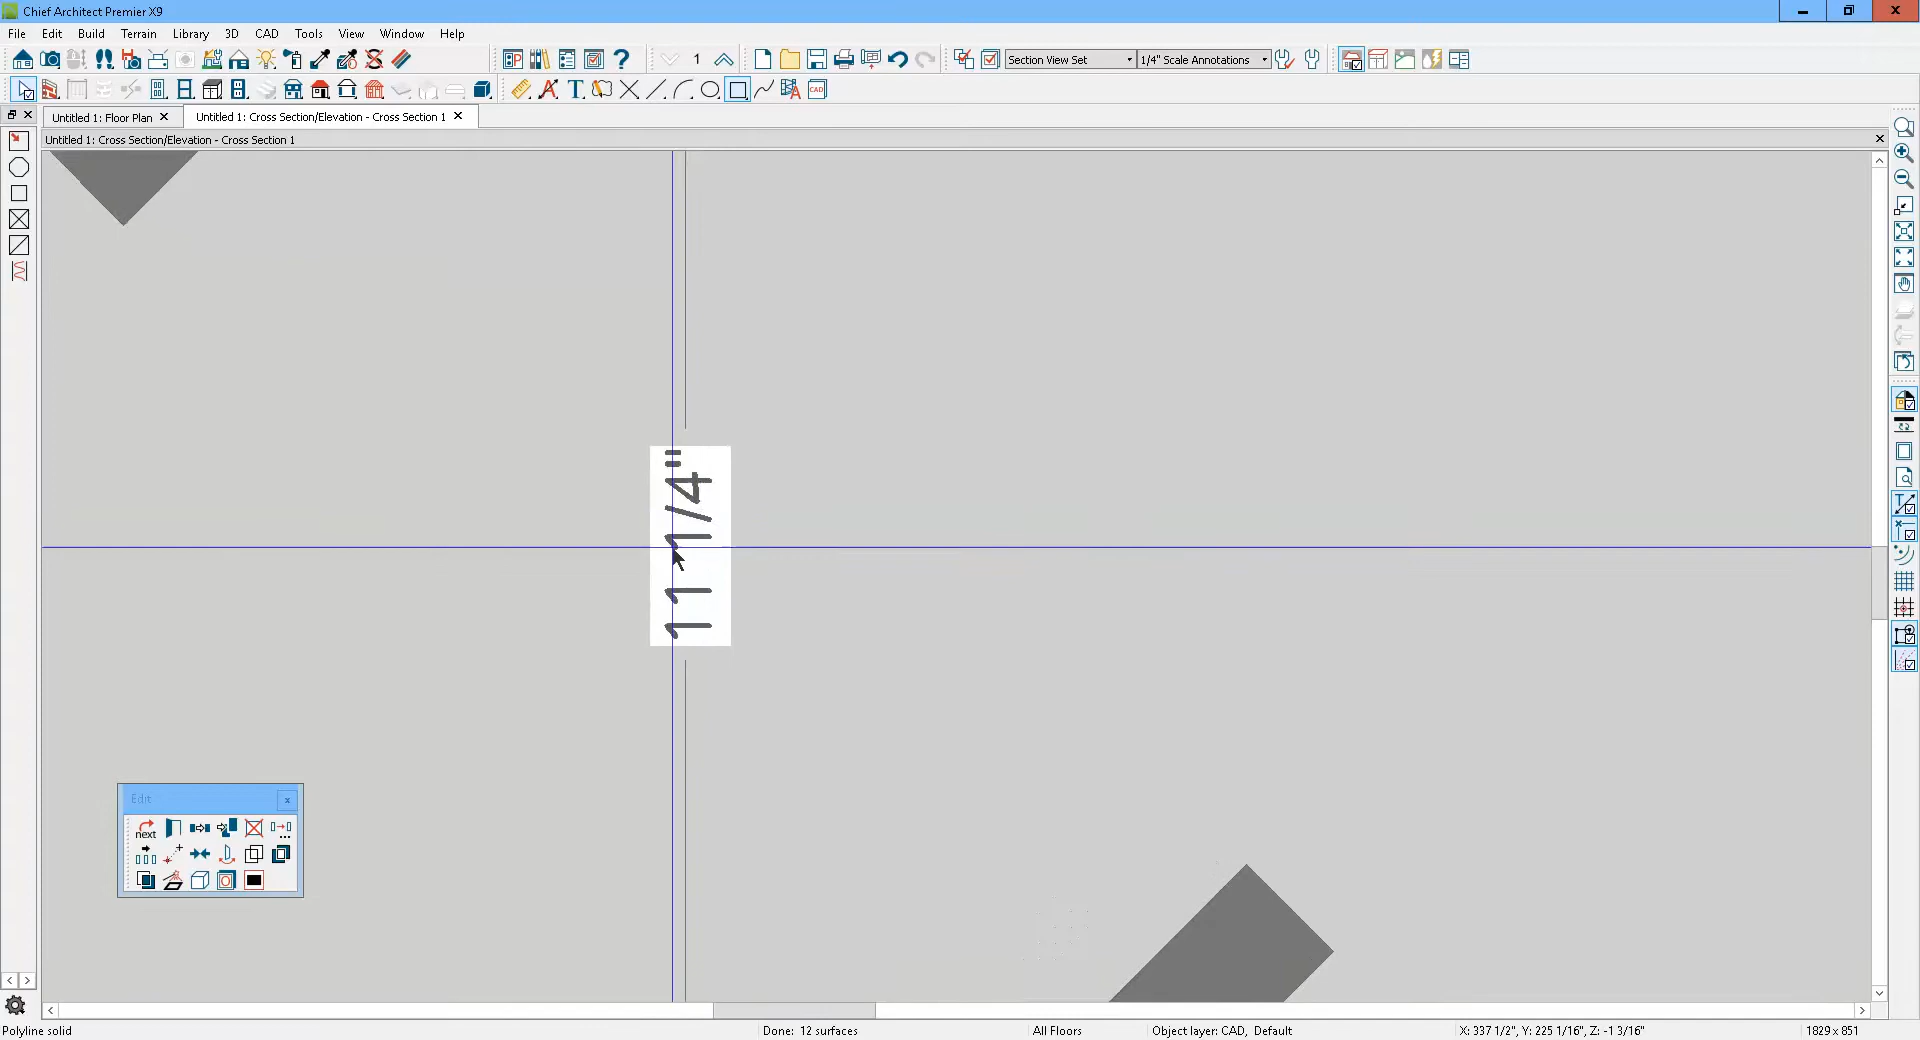 Chief Architect Premier X9
File Edit Build Terrain Library 3D CAD Tools Views Window Help
1 Section View Set 1/4" Scale Annotations
T CAD
Untitled 1: Floor Plan Untitled 1: Cross Section/Elevation - Cross Section 1
Untitled 1: Cross Section/Elevation - Cross Section 1
11 1/4"
Edit
next
Polyline solid Done: 12 surfaces All Floors Object layer: CAD, Default X: 337 1/2", Y: 225 1/16", Z: -1 3/16" 1829 x 851